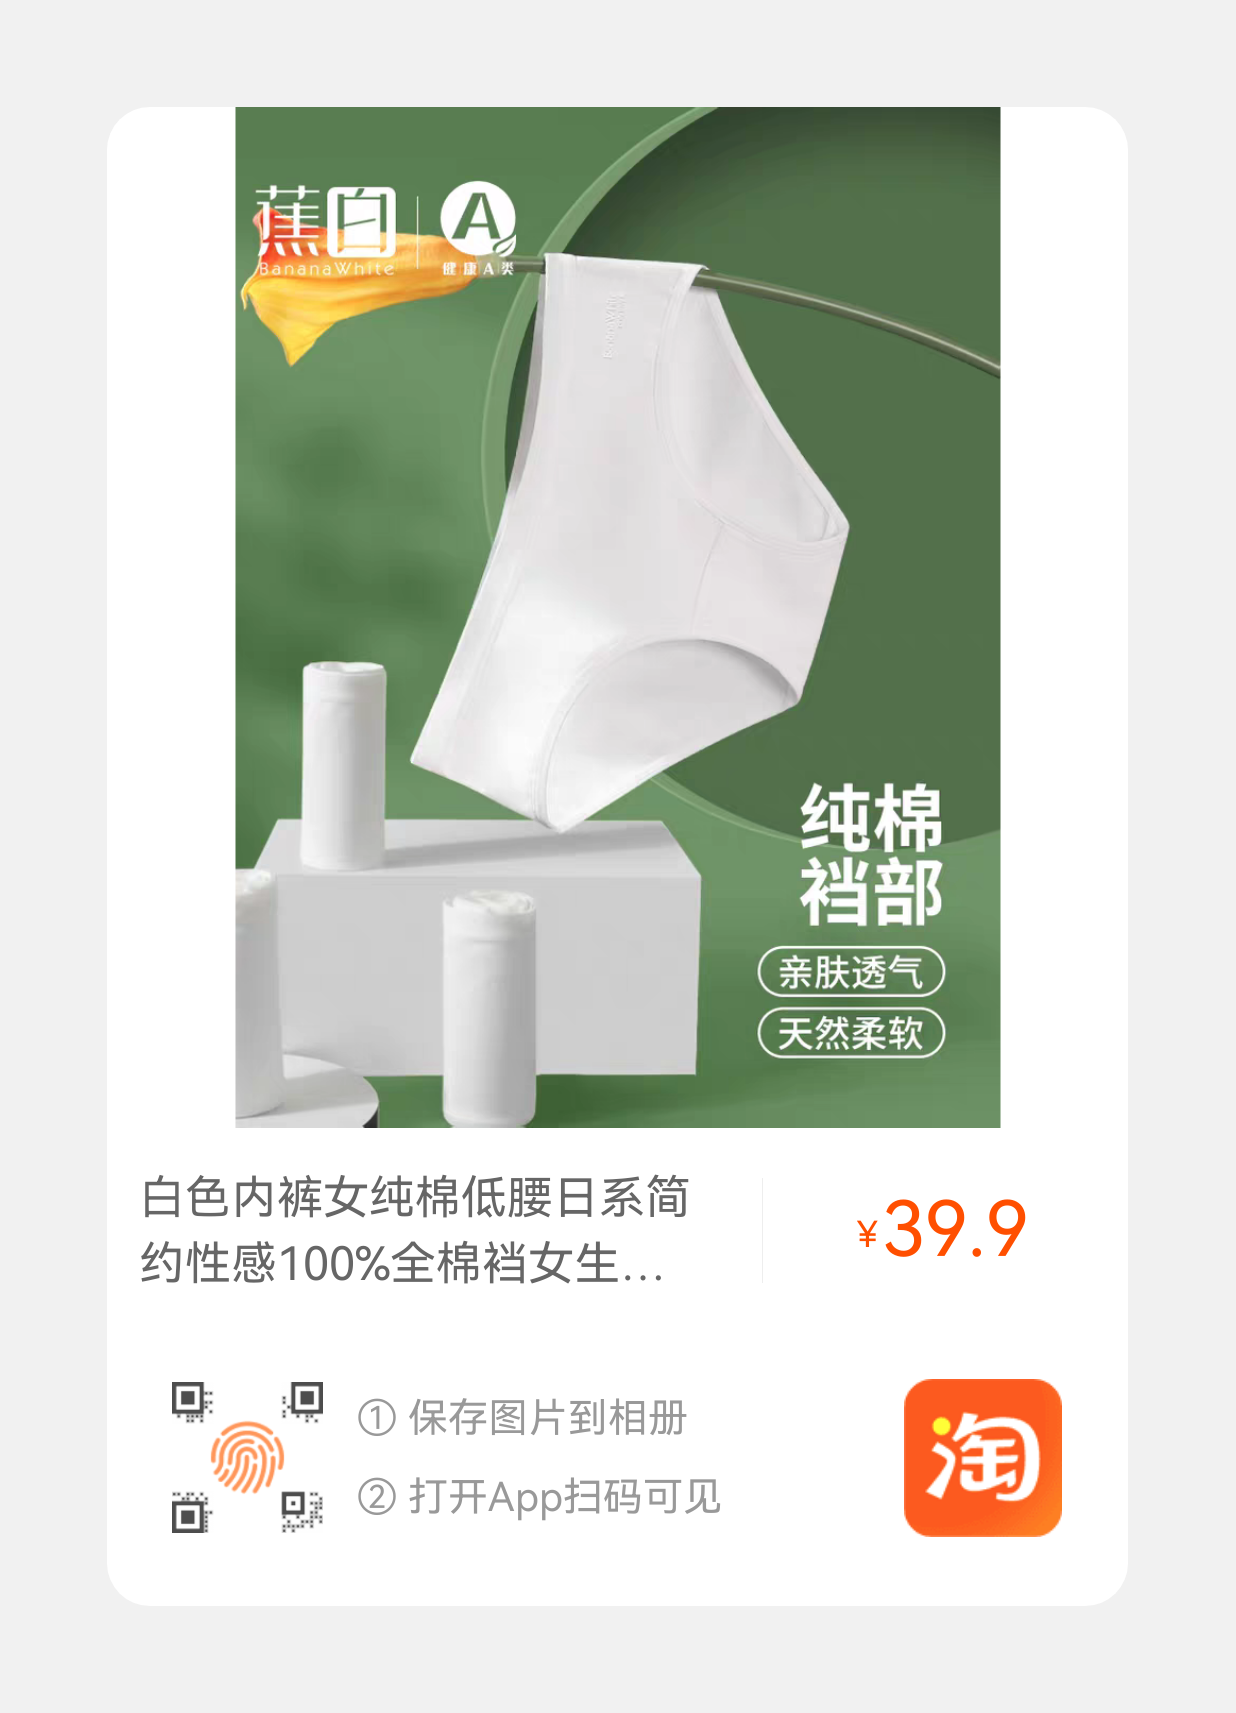 蕉白
BananaWhite
A
健康A类
BananaWhite
纯棉
裆部
亲肤透气
天然柔软
白色内裤女纯棉低腰日系简
约性感100%全棉裆女生...
¥39.9
① 保存图片到相册
② 打开App扫码可见
淘